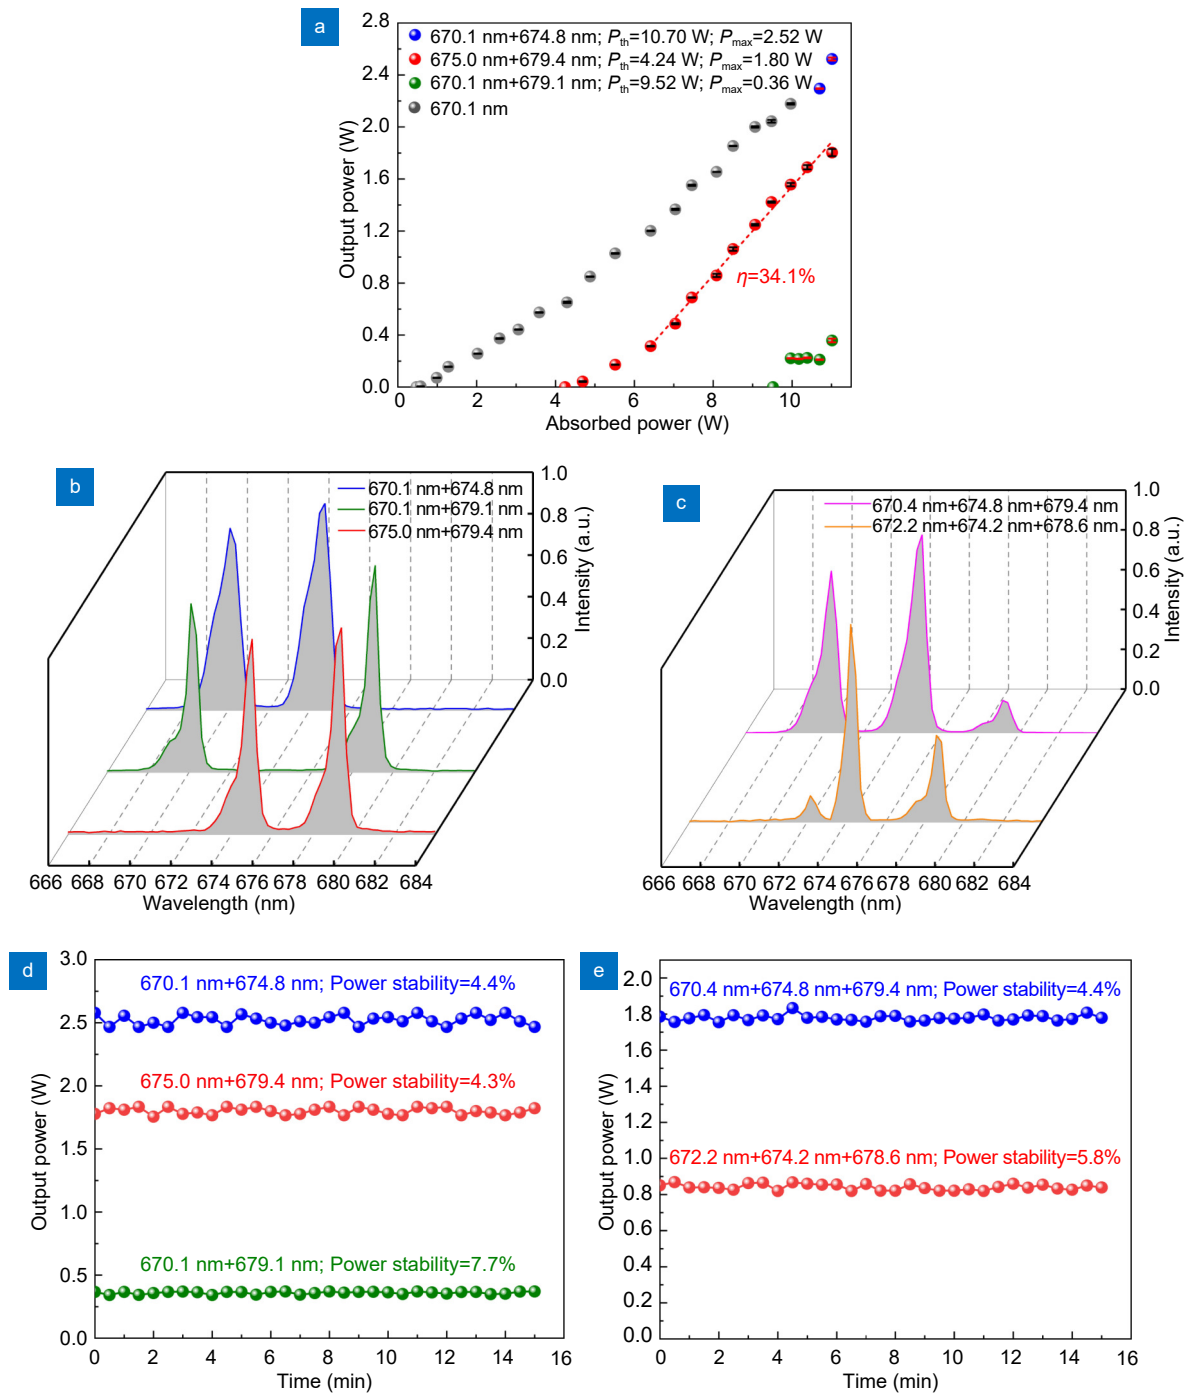 a
2.8
2.4
2.0
1.6
1.2
0.8
0.4
0.0
Output power (W)
670.1 nm+674.8 nm; Pth=10.70 W; Pmax=2.52 W
675.0 nm+679.4 nm; Pth=4.24 W; Pmax=1.80 W
670.1 nm+679.1 nm; Pth=9.52 W; Pmax=0.36 W
670.1 nm
η=34.1%
0 2 4 6 8 10
Absorbed power (W)
b
670.1 nm+674.8 nm
670.1 nm+679.1 nm
675.0 nm+679.4 nm
1.0
0.8
0.6
0.4
0.2
0.0
Intensity (a.u.)
666 668 670 672 674 676 678 680 682 684
Wavelength (nm)
c
670.4 nm+674.8 nm+679.4 nm
672.2 nm+674.2 nm+678.6 nm
1.0
0.8
0.6
0.4
0.2
0.0
Intensity (a.u.)
666 668 670 672 674 676 678 680 682 684
Wavelength (nm)
d
3.0
2.5
2.0
1.5
1.0
0.5
0.0
Output power (W)
670.1 nm+674.8 nm; Power stability=4.4%
675.0 nm+679.4 nm; Power stability=4.3%
670.1 nm+679.1 nm; Power stability=7.7%
0 2 4 6 8 10 12 14 16
Time (min)
e
2.0
1.8
1.6
1.4
1.2
1.0
0.8
0.6
0.4
0.2
0.0
Output power (W)
670.4 nm+674.8 nm+679.4 nm; Power stability=4.4%
672.2 nm+674.2 nm+678.6 nm; Power stability=5.8%
0 2 4 6 8 10 12 14 16
Time (min)